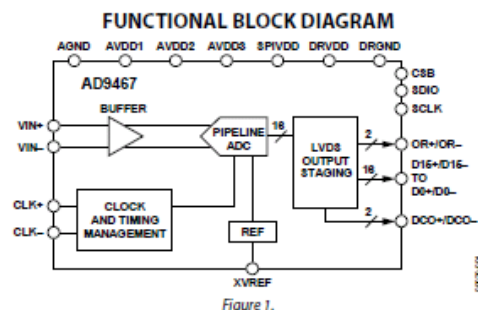 FUNCTIONAL BLOCK DIAGRAM
AGND AVDD1 AVDD2 AVDD3 SPIVDD DRVDD DRGND
AD9467
CSB
SDIO
SCLK
BUFFER
VIN+
VIN–
PIPELINE
ADC
16
LVDS
OUTPUT
STAGING
2
OR+/OR–
16
D15+/D15–
TO
D0+/D0–
2
DCO+/DCO–
CLK+
CLK–
CLOCK
AND TIMING
MANAGEMENT
REF
XVREF
Figure 1.